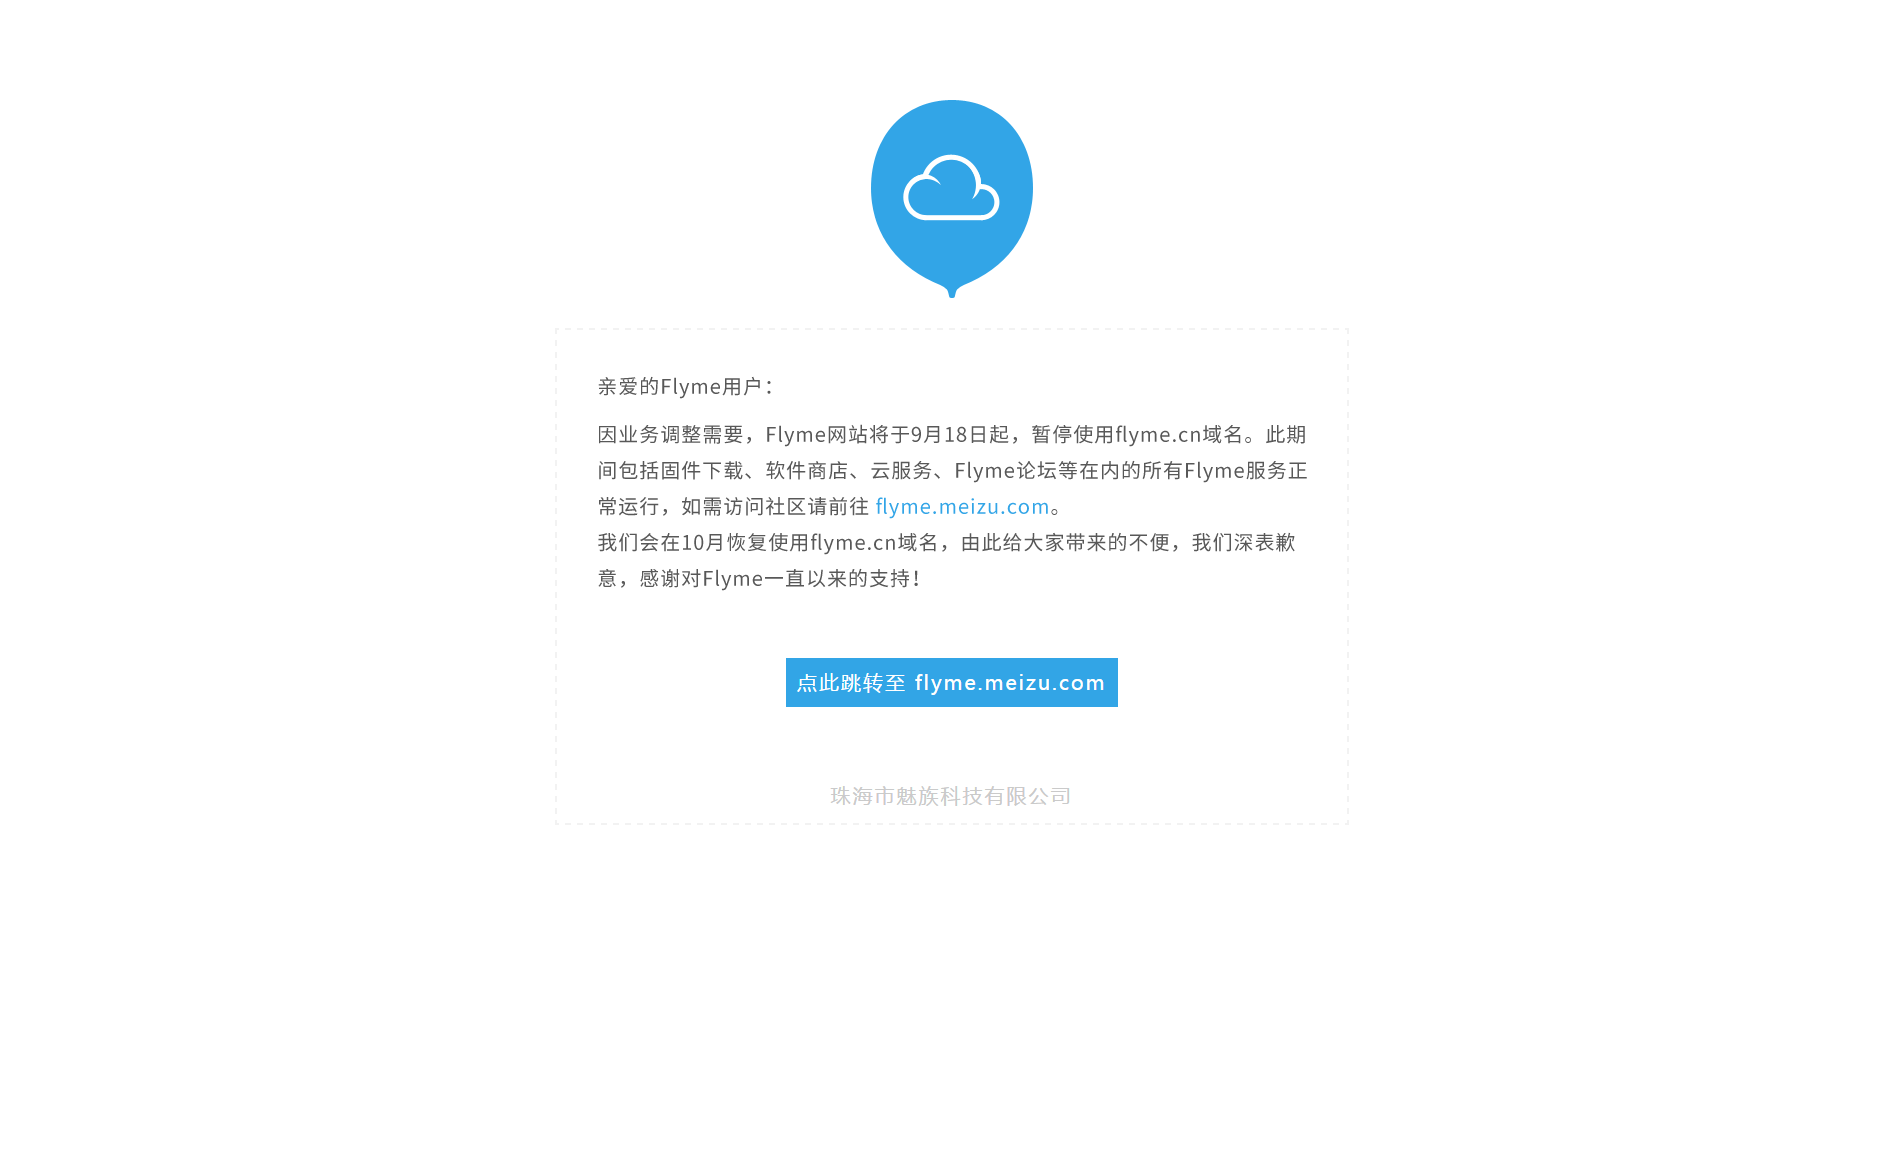 亲爱的Flyme用户：
因业务调整需要，Flyme网站将于9月18日起，暂停使用flyme.cn域名。此期
间包括固件下载、软件商店、云服务、Flyme论坛等在内的所有Flyme服务正
常运行，如需访问社区请前往 flyme.meizu.com。
我们会在10月恢复使用flyme.cn域名，由此给大家带来的不便，我们深表歉
意，感谢对Flyme一直以来的支持！
点此跳转至 flyme.meizu.com
珠海市魅族科技有限公司